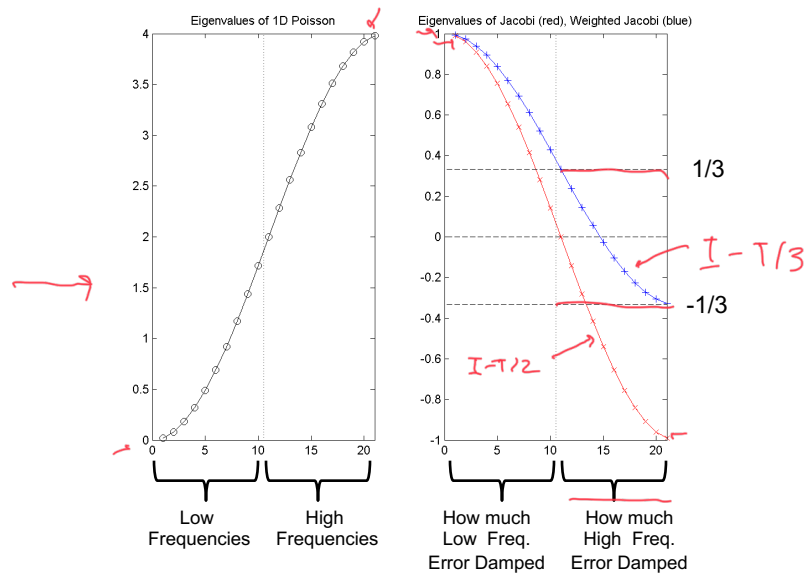 Eigenvalues of 1D Poisson
4
3.5
3
2.5
2
1.5
1
0.5
0
0 5 10 15 20
Low
Frequencies
High
Frequencies
Eigenvalues of Jacobi (red), Weighted Jacobi (blue)
1
0.8
0.6
0.4
0.2
0
-0.2
-0.4
-0.6
-0.8
-1
0 5 10 15 20
1/3
I - T/3
-1/3
I-T/2
How much
Low Freq.
Error Damped
How much
High Freq.
Error Damped